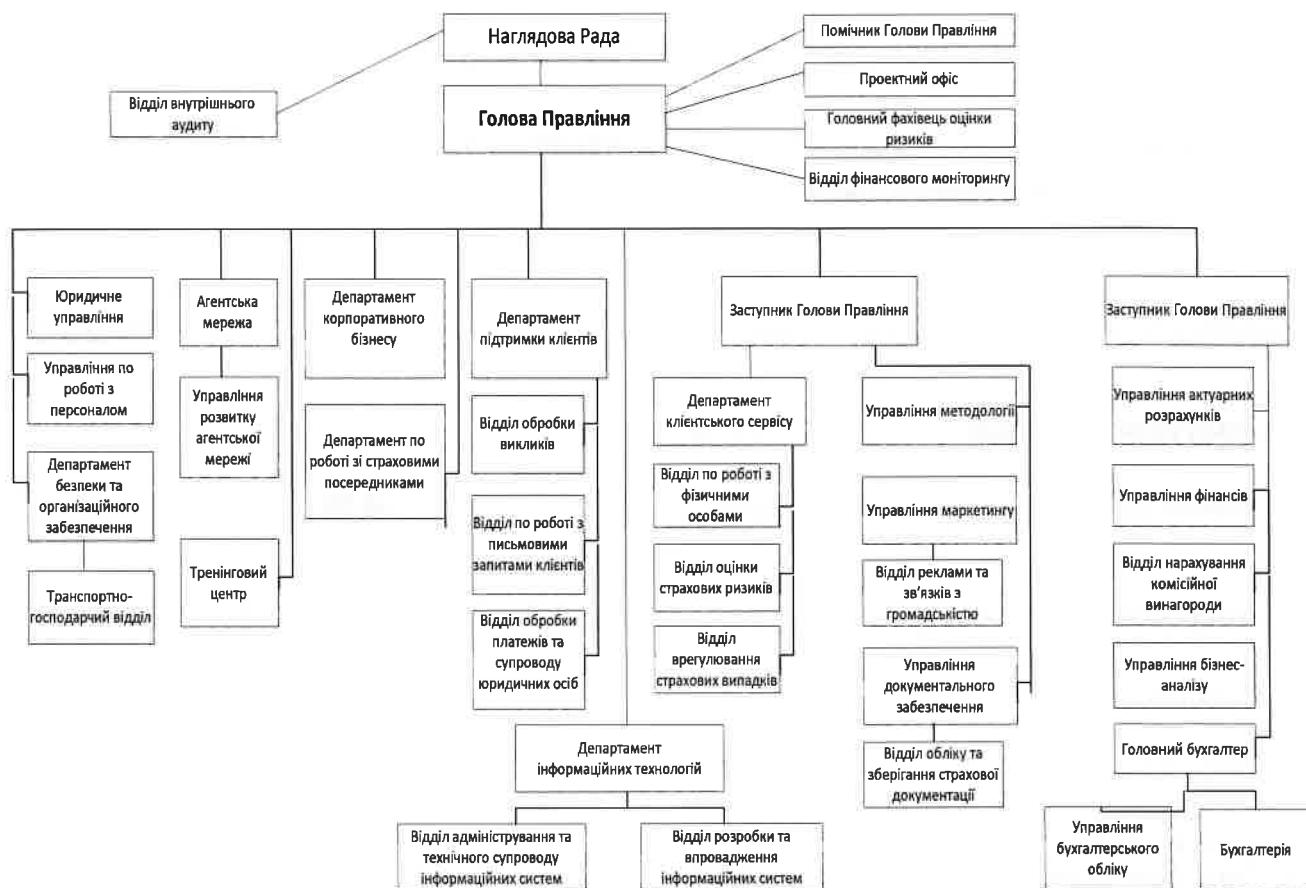 Наглядова Рада
Помічник Голови Правління
Проектний офіс
Відділ внутрішнього
аудиту
Голова Правління
Головний фахівець оцінки
ризиків
Відділ фінансового моніторингу
Юридичне
управління
Агентська
мережа
Департамент
корпоративного
бізнесу
Департамент
підтримки клієнтів
Заступник Голови Правління
Заступник Голови Правління
Управління по
роботі з
персоналом
Управління
розвитку
агентської
мережі
Департамент по
роботі зі страховими
посередниками
Відділ обробки
викликів
Департамент
клієнтського сервісу
Управління методології
Управління актуарних
розрахунків
Департамент
безпеки та
організаційного
забезпечення
Відділ по роботі з
письмовими
запитами клієнтів
Відділ по роботі з
фізичними
особами
Управління маркетингу
Управління фінансів
Транспортно-
господарчий відділ
Тренінговий
центр
Відділ оцінки
страхових ризиків
Відділ реклами та
зв'язків з
громадськістю
Відділ нарахування
комісійної
винагороди
Відділ обробки
платежів та
супроводу
юридичних осіб
Відділ
врегулювання
страхових випадків
Управління
документального
забезпечення
Управління бізнес-
аналізу
Департамент
інформаційних технологій
Відділ обліку та
зберігання страхової
документації
Головний бухгалтер
Відділ адміністрування та
технічного супроводу
інформаційних систем
Відділ розробки та
впровадження
інформаційних систем
Управління
бухгалтерського
обліку
Бухгалтерія